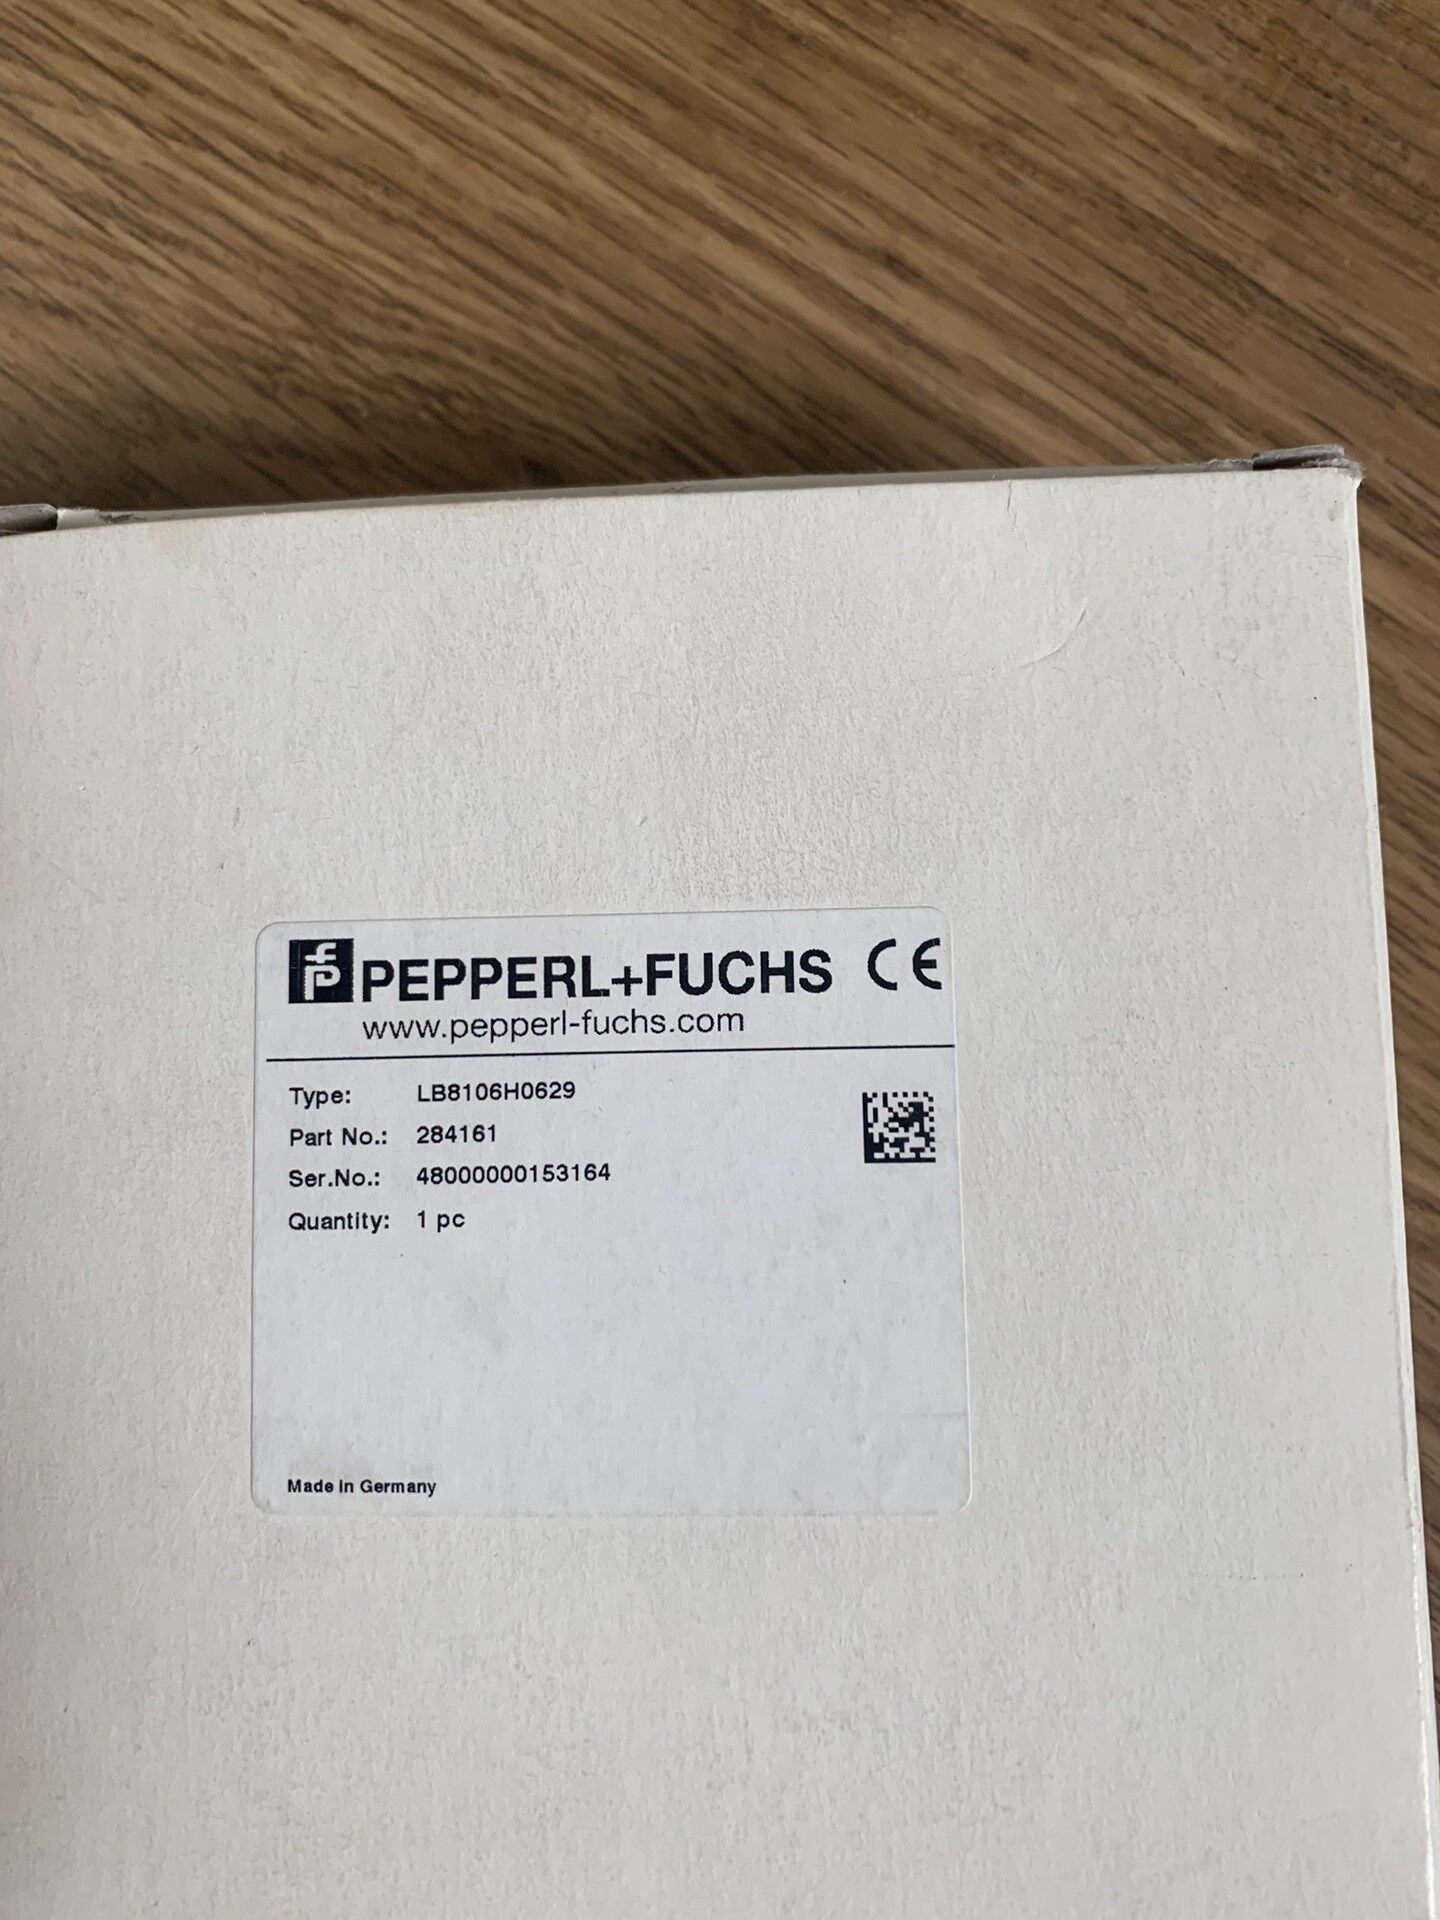 PEPPERL+FUCHS CE
www.pepperl-fuchs.com
Type: LB8106H0629
Part No.: 284161
Ser.No.: 48000000153164
Quantity: 1 pc
Made in Germany